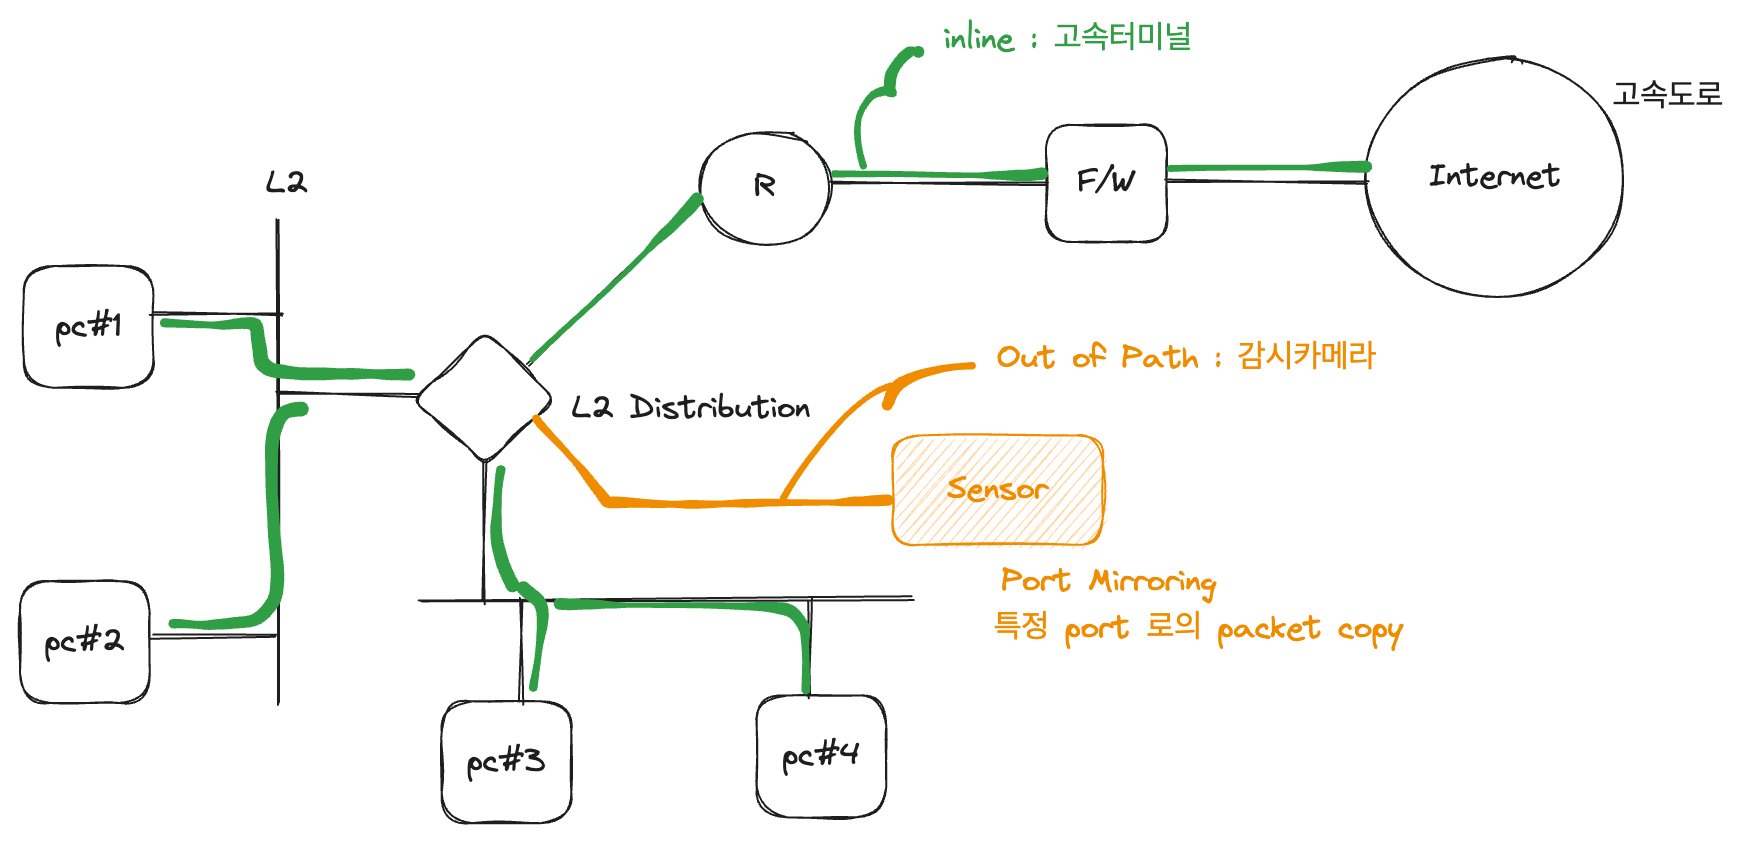 inline : 고속터미널
고속도로
L2
R
F/W
Internet
pc#1
Out of Path : 감시카메라
L2 Distribution
Sensor
Port Mirroring
특정 port 로의 packet copy
pc#2
pc#3
pc#4